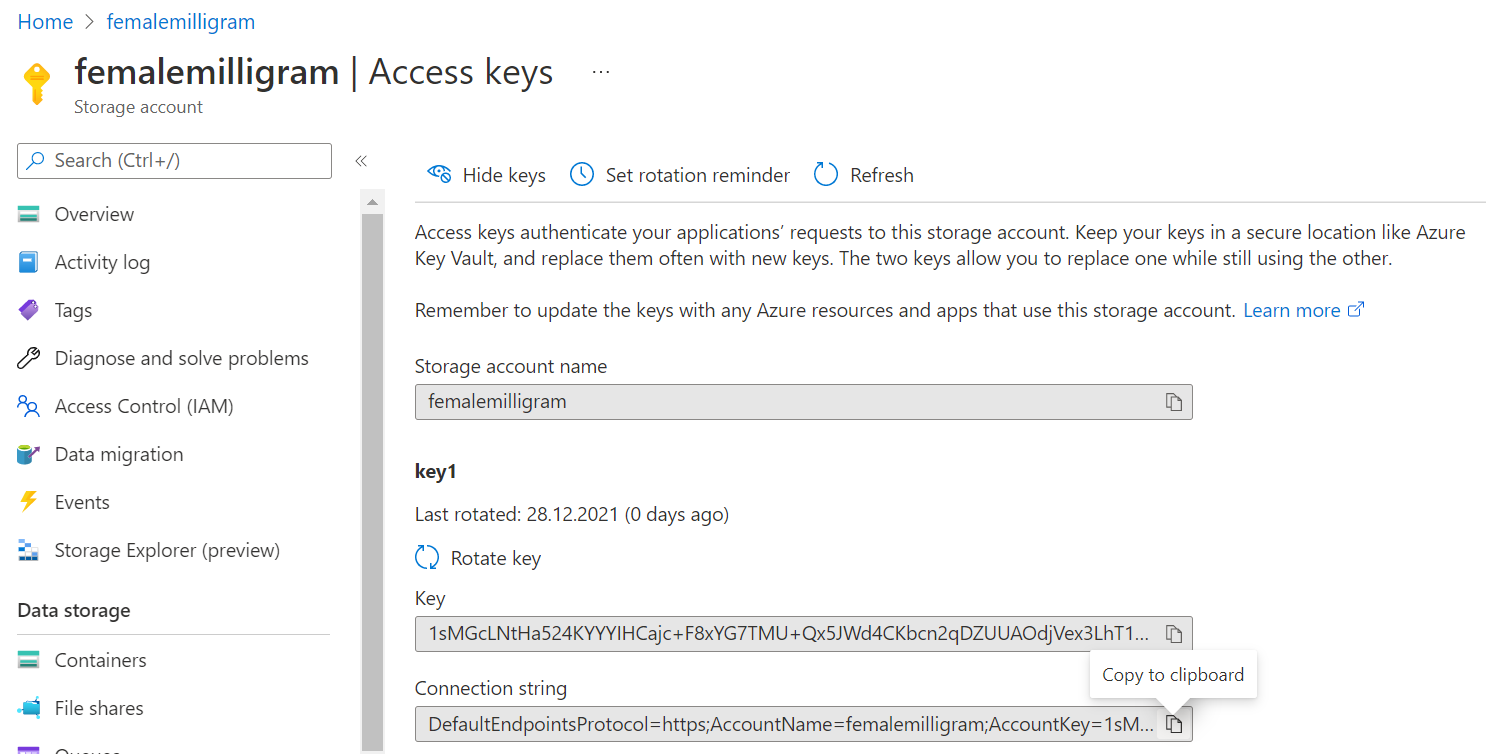 Home > femalemilligram
femalemilligram | Access keys ...
Storage account
Search (Ctrl+/)
«
Overview
Activity log
Tags
Diagnose and solve problems
Access Control (IAM)
Data migration
Events
Storage Explorer (preview)
Data storage
Containers
File shares
Queues
Hide keys
Set rotation reminder
Refresh
Access keys authenticate your applications’ requests to this storage account. Keep your keys in a secure location like Azure
Key Vault, and replace them often with new keys. The two keys allow you to replace one while still using the other.
Remember to update the keys with any Azure resources and apps that use this storage account. Learn more
Storage account name
femalemilligram
key1
Last rotated: 28.12.2021 (0 days ago)
Rotate key
Key
1sMGcLNtHa524KYYYIHCajc+F8xYG7TMU+Qx5JWd4CKbcn2qDZUUAOdjVex3LhT1...
Copy to clipboard
Connection string
DefaultEndpointsProtocol=https;AccountName=femalemilligram;AccountKey=1sM...